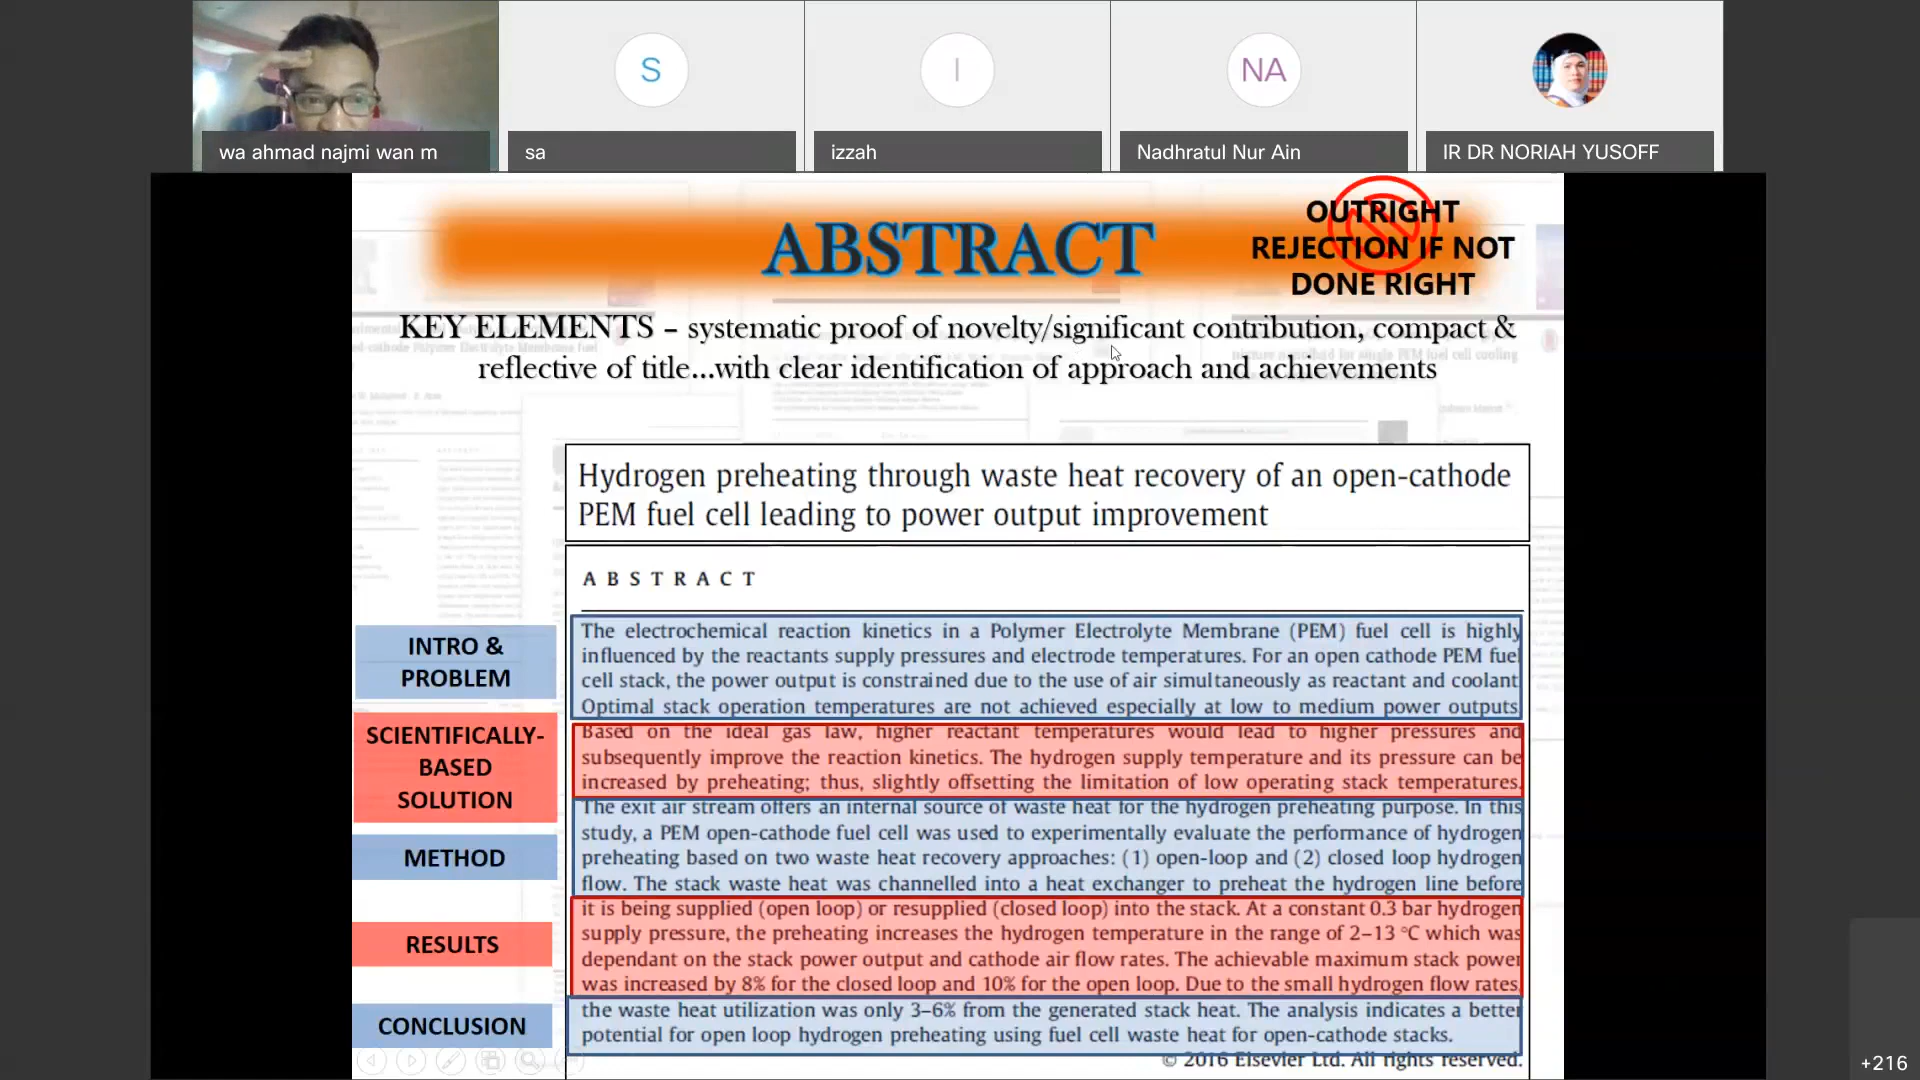 S
I
NA
wa ahmad najmi wan m
sa
izzah
Nadhratul Nur Ain
IR DR NORIAH YUSOFF
ABSTRACT
OUTRIGHT
REJECTION IF NOT
DONE RIGHT
KEY ELEMENTS – systematic proof of novelty/significant contribution, compact &
reflective of title...with clear identification of approach and achievements
Hydrogen preheating through waste heat recovery of an open-cathode
PEM fuel cell leading to power output improvement
ABSTRACT
INTRO &
PROBLEM
The electrochemical reaction kinetics in a Polymer Electrolyte Membrane (PEM) fuel cell is highly
influenced by the reactants supply pressures and electrode temperatures. For an open cathode PEM fuel
cell stack, the power output is constrained due to the use of air simultaneously as reactant and coolant.
Optimal stack operation temperatures are not achieved especially at low to medium power outputs.
SCIENTIFICALLY-
BASED
SOLUTION
Based on the ideal gas law, higher reactant temperatures would lead to higher pressures and
subsequently improve the reaction kinetics. The hydrogen supply temperature and its pressure can be
increased by preheating; thus, slightly offsetting the limitation of low operating stack temperatures.
METHOD
The exit air stream offers an internal source of waste heat for the hydrogen preheating purpose. In this
study, a PEM open-cathode fuel cell was used to experimentally evaluate the performance of hydrogen
preheating based on two waste heat recovery approaches: (1) open-loop and (2) closed loop hydrogen
flow. The stack waste heat was channelled into a heat exchanger to preheat the hydrogen line before
RESULTS
it is being supplied (open loop) or resupplied (closed loop) into the stack. At a constant 0.3 bar hydrogen
supply pressure, the preheating increases the hydrogen temperature in the range of 2–13 °C which was
dependant on the stack power output and cathode air flow rates. The achievable maximum stack power
was increased by 8% for the closed loop and 10% for the open loop. Due to the small hydrogen flow rates,
CONCLUSION
the waste heat utilization was only 3–6% from the generated stack heat. The analysis indicates a better
potential for open loop hydrogen preheating using fuel cell waste heat for open-cathode stacks.
© 2016 Elsevier Ltd. All rights reserved.
+216